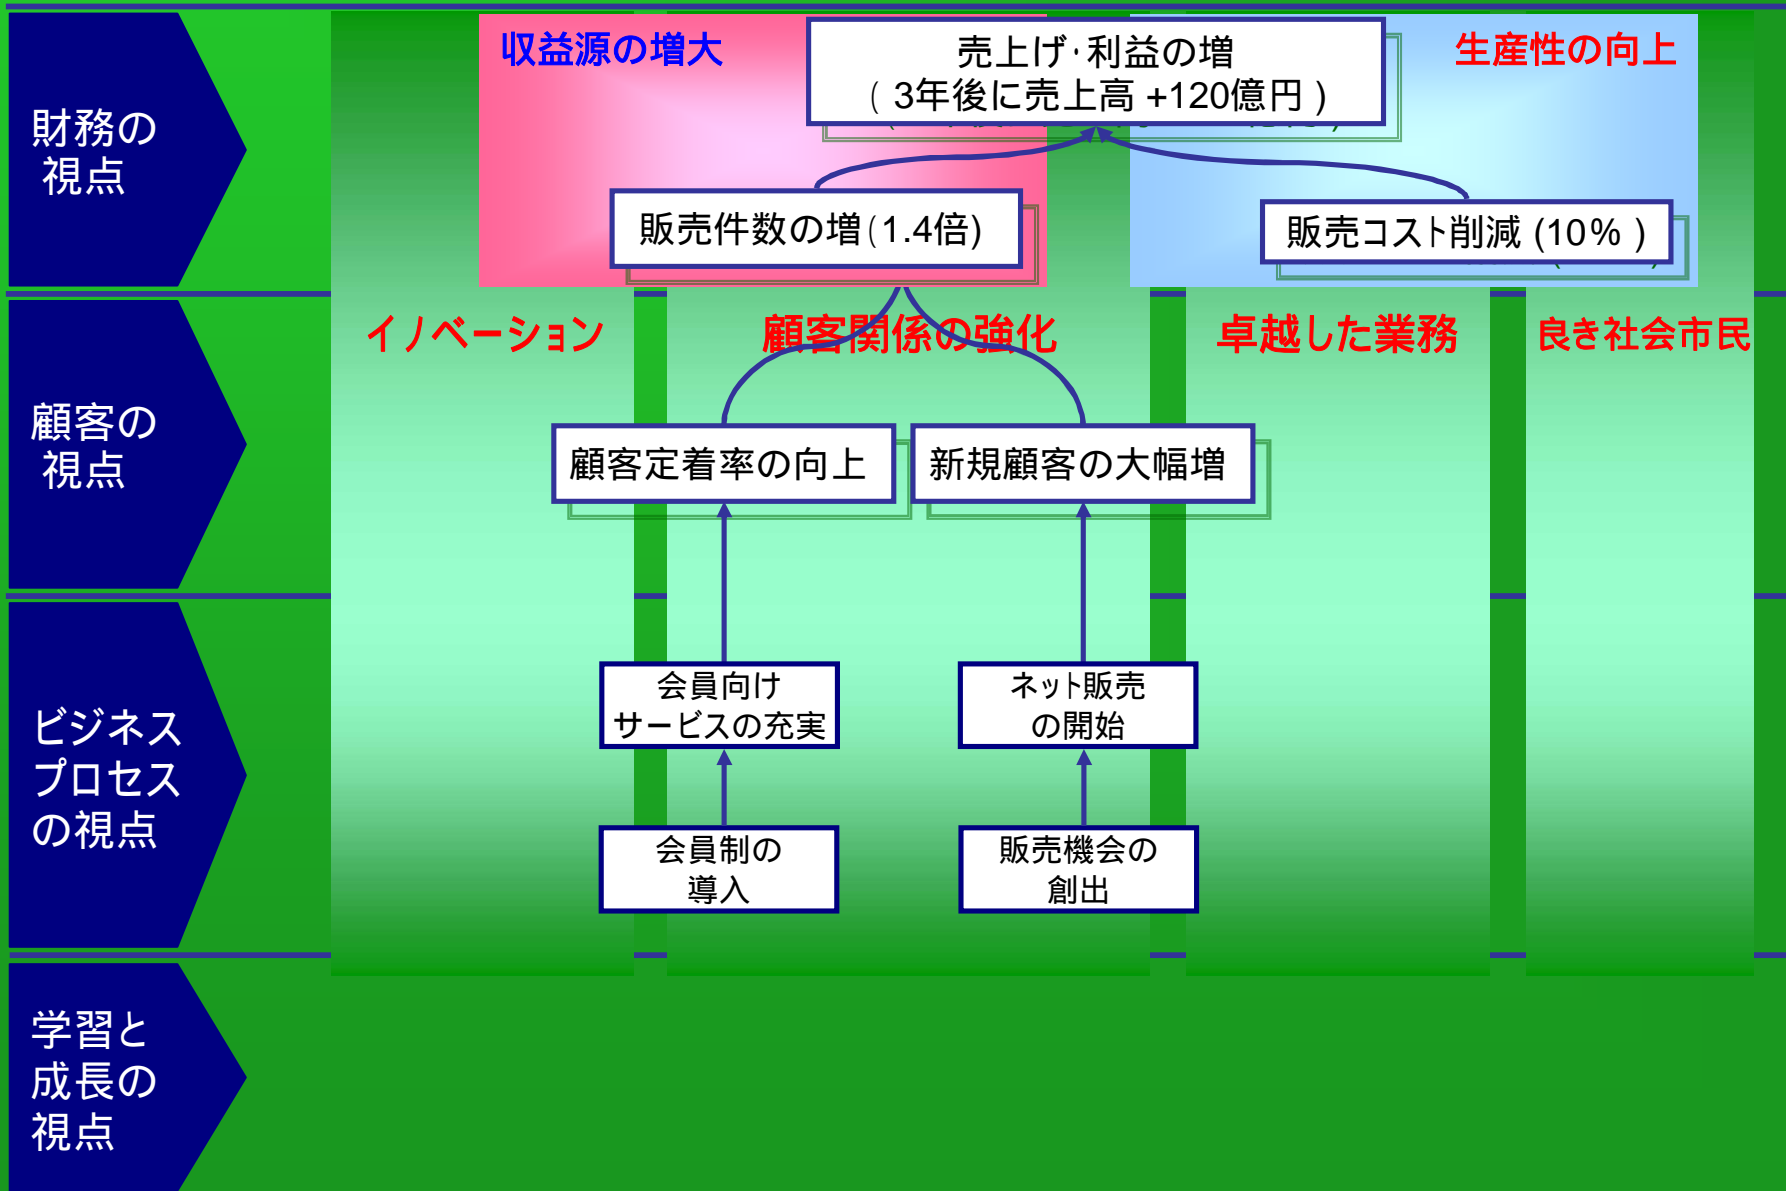 収益源の増大
売上げ・利益の増
( 3年後に売上高 +120億円 )
生産性の向上
財務の
視点
販売件数の増(1.4倍)
販売コスト削減 (10% )
イノベーション
顧客関係の強化
卓越した業務
良き社会市民
顧客の
視点
顧客定着率の向上
新規顧客の大幅増
ビジネス
プロセス
の視点
会員向け
サービスの充実
ネット販売
の開始
会員制の
導入
販売機会の
創出
学習と
成長の
視点